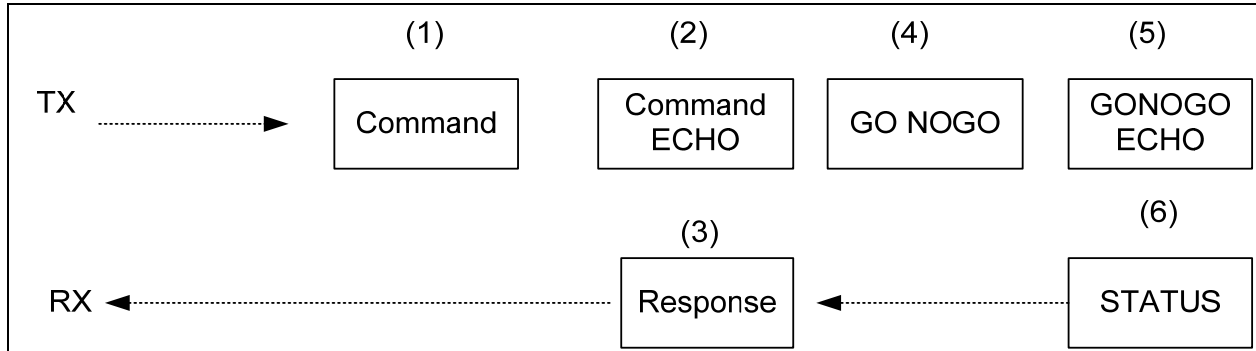 (1)
(2)
(4)
(5)
TX
Command
Command
ECHO
GO NOGO
GONOGO
ECHO
(3)
(6)
RX
Response
STATUS